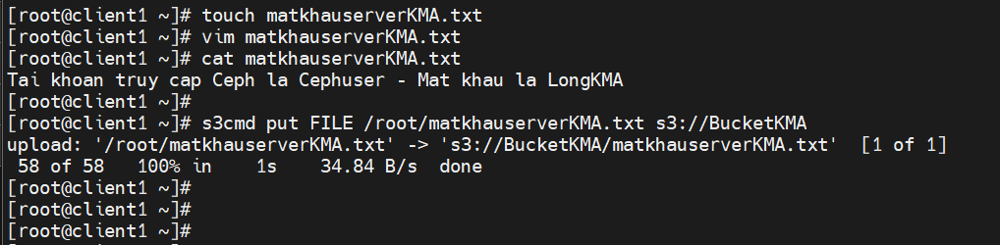 [root@client1 ~]# touch matkhauserverKMA.txt
[root@client1 ~]# vim matkhauserverKMA.txt
[root@client1 ~]# cat matkhauserverKMA.txt
Tai khoan truy cap Ceph la Cephuser - Mat khau la LongKMA
[root@client1 ~]#
[root@client1 ~]# s3cmd put FILE /root/matkhauserverKMA.txt s3://BucketKMA
upload: '/root/matkhauserverKMA.txt' -> 's3://BucketKMA/matkhauserverKMA.txt'  [1 of 1]
 58 of 58   100% in    1s    34.84 B/s  done
[root@client1 ~]#
[root@client1 ~]#
[root@client1 ~]#